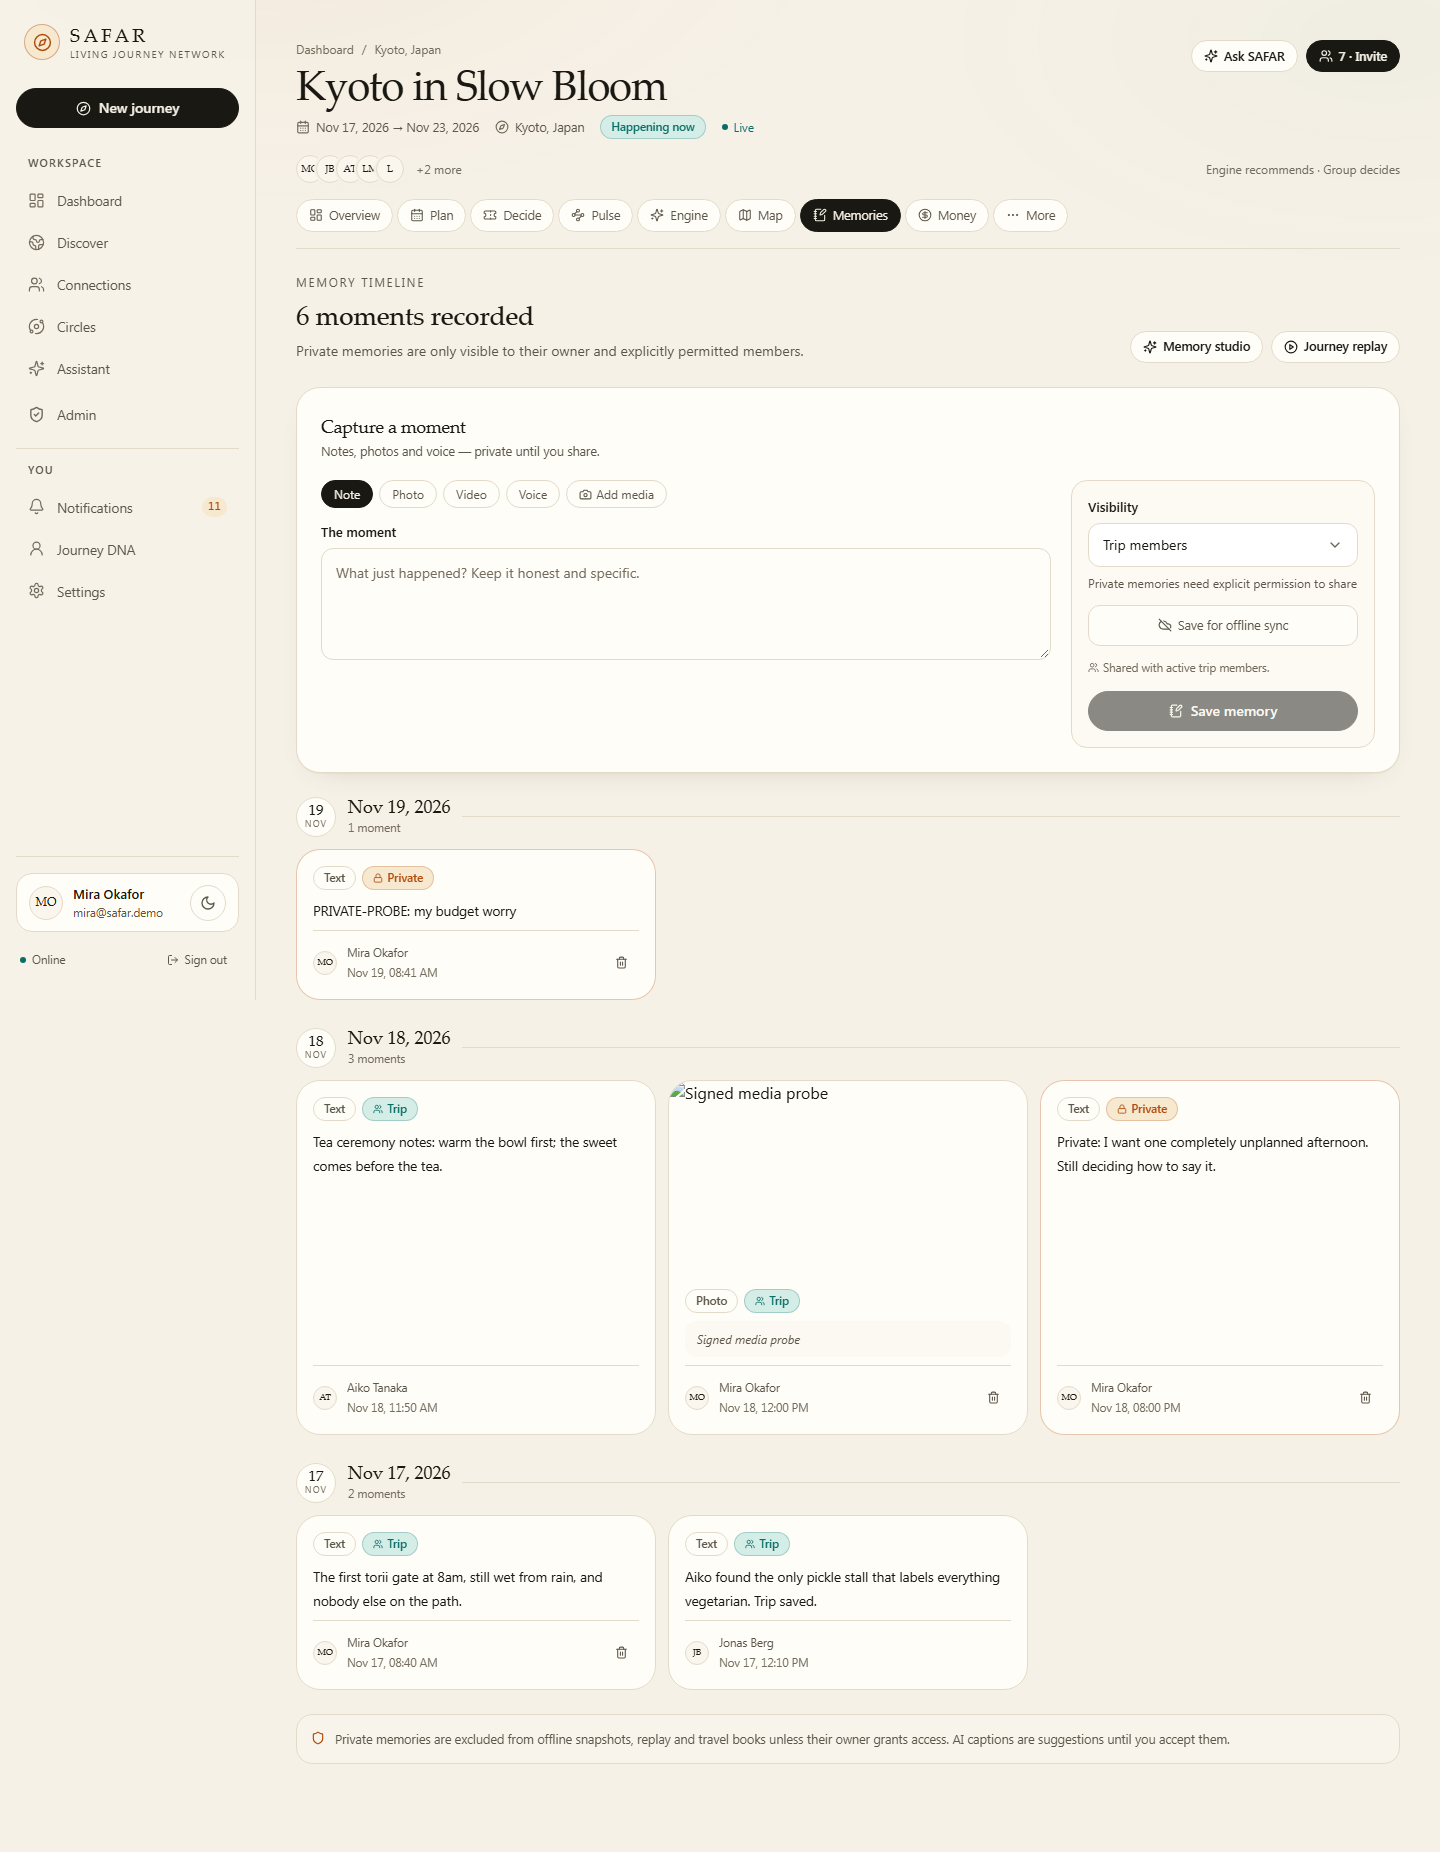 SAFAR
LIVING JOURNEY NETWORK
New journey
WORKSPACE
Dashboard
Discover
Connections
Circles
Assistant
Admin
YOU
Notifications 11
Journey DNA
Settings
MO
Mira Okafor
mira@safar.demo
Online
Sign out
Dashboard / Kyoto, Japan
Ask SAFAR
7 · Invite
Kyoto in Slow Bloom
Nov 17, 2026 → Nov 23, 2026
Kyoto, Japan
Happening now
Live
JB AT L
+2 more
Engine recommends · Group decides
Overview
Plan
Decide
Pulse
Engine
Map
Memories
Money
More
MEMORY TIMELINE
6 moments recorded
Private memories are only visible to their owner and explicitly permitted members.
Memory studio
Journey replay
Capture a moment
Notes, photos and voice — private until you share.
Note
Photo
Video
Voice
Add media
The moment
What just happened? Keep it honest and specific.
Visibility
Trip members
Private memories need explicit permission to share
Save for offline sync
Shared with active trip members.
Save memory
19
NOV
Nov 19, 2026
1 moment
Text
Private
PRIVATE-PROBE: my budget worry
MO
Mira Okafor
Nov 19, 08:41 AM
18
NOV
Nov 18, 2026
3 moments
Text
Trip
Tea ceremony notes: warm the bowl first; the sweet
comes before the tea.
AT
Aiko Tanaka
Nov 18, 11:50 AM
Signed media probe
Photo
Trip
Signed media probe
MO
Mira Okafor
Nov 18, 12:00 PM
Text
Private
Private: I want one completely unplanned afternoon.
Still deciding how to say it.
MO
Mira Okafor
Nov 18, 08:00 PM
17
NOV
Nov 17, 2026
2 moments
Text
Trip
The first torii gate at 8am, still wet from rain, and
nobody else on the path.
MO
Mira Okafor
Nov 17, 08:40 AM
Text
Trip
Aiko found the only pickle stall that labels everything
vegetarian. Trip saved.
JB
Jonas Berg
Nov 17, 12:10 PM
Private memories are excluded from offline snapshots, replay and travel books unless their owner grants access. AI captions are suggestions until you accept them.